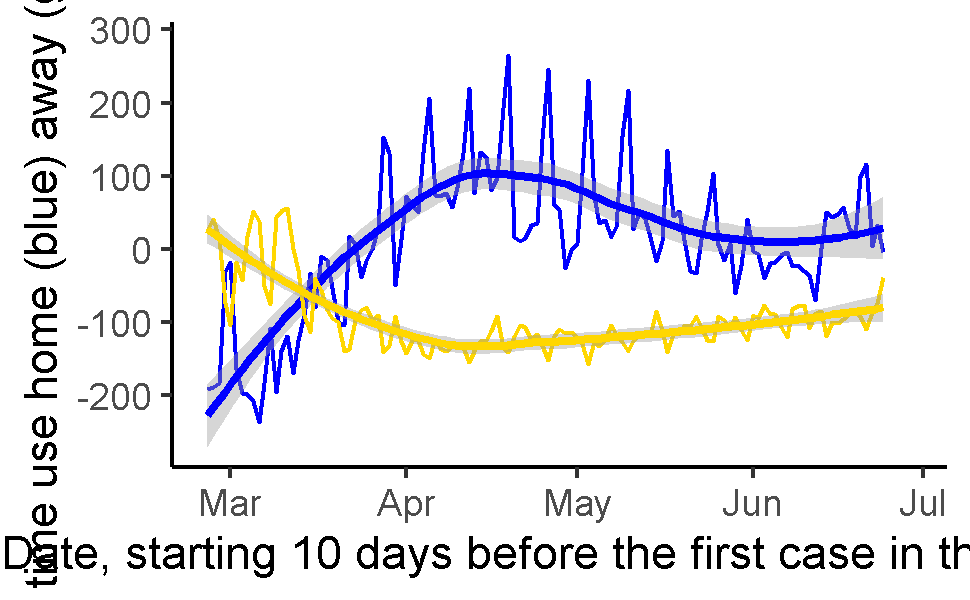 time use home (blue) away (
300
200
100
0
-100
-200
Mar Apr May Jun Jul
Date, starting 10 days before the first case in th